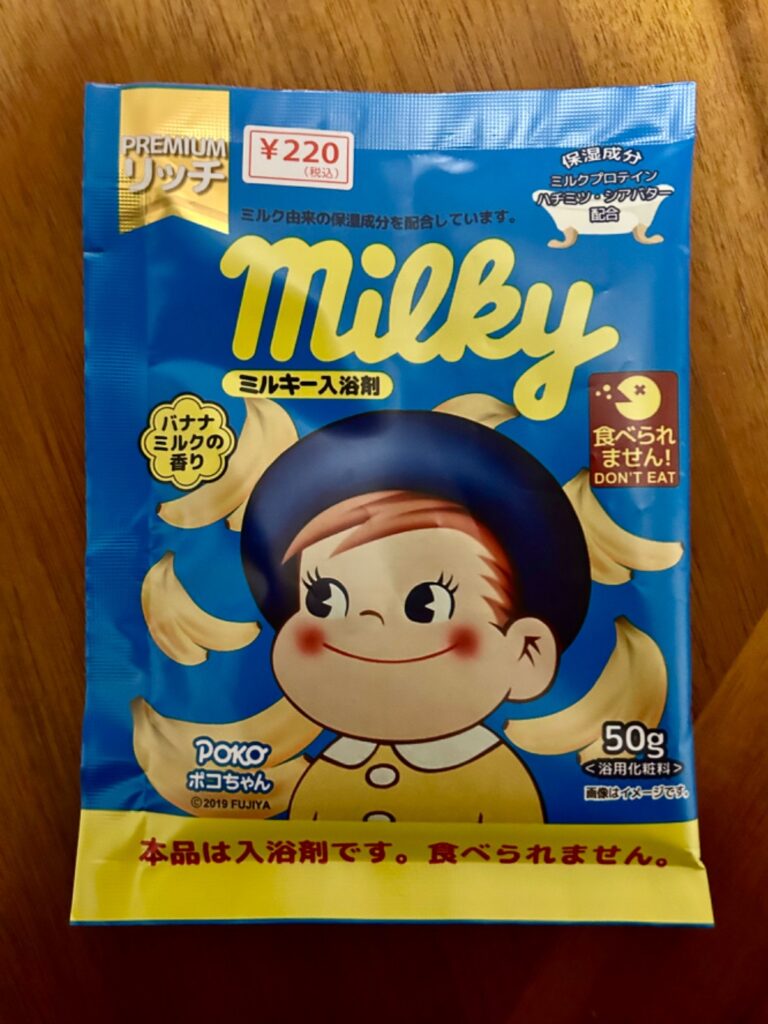 PREMIUM
リッチ
¥220
(税込)
保湿成分
ミルクプロテイン
ハチミツ・シアバター
配合
ミルク由来の保湿成分を配合しています。
milky
ミルキー入浴剤
バナナ
ミルクの
香り
食べられ
ません!
DON'T EAT
POKO
ポコちゃん
©2019 FUJIYA
50g
<浴用化粧料>
画像はイメージです。
本品は入浴剤です。食べられません。